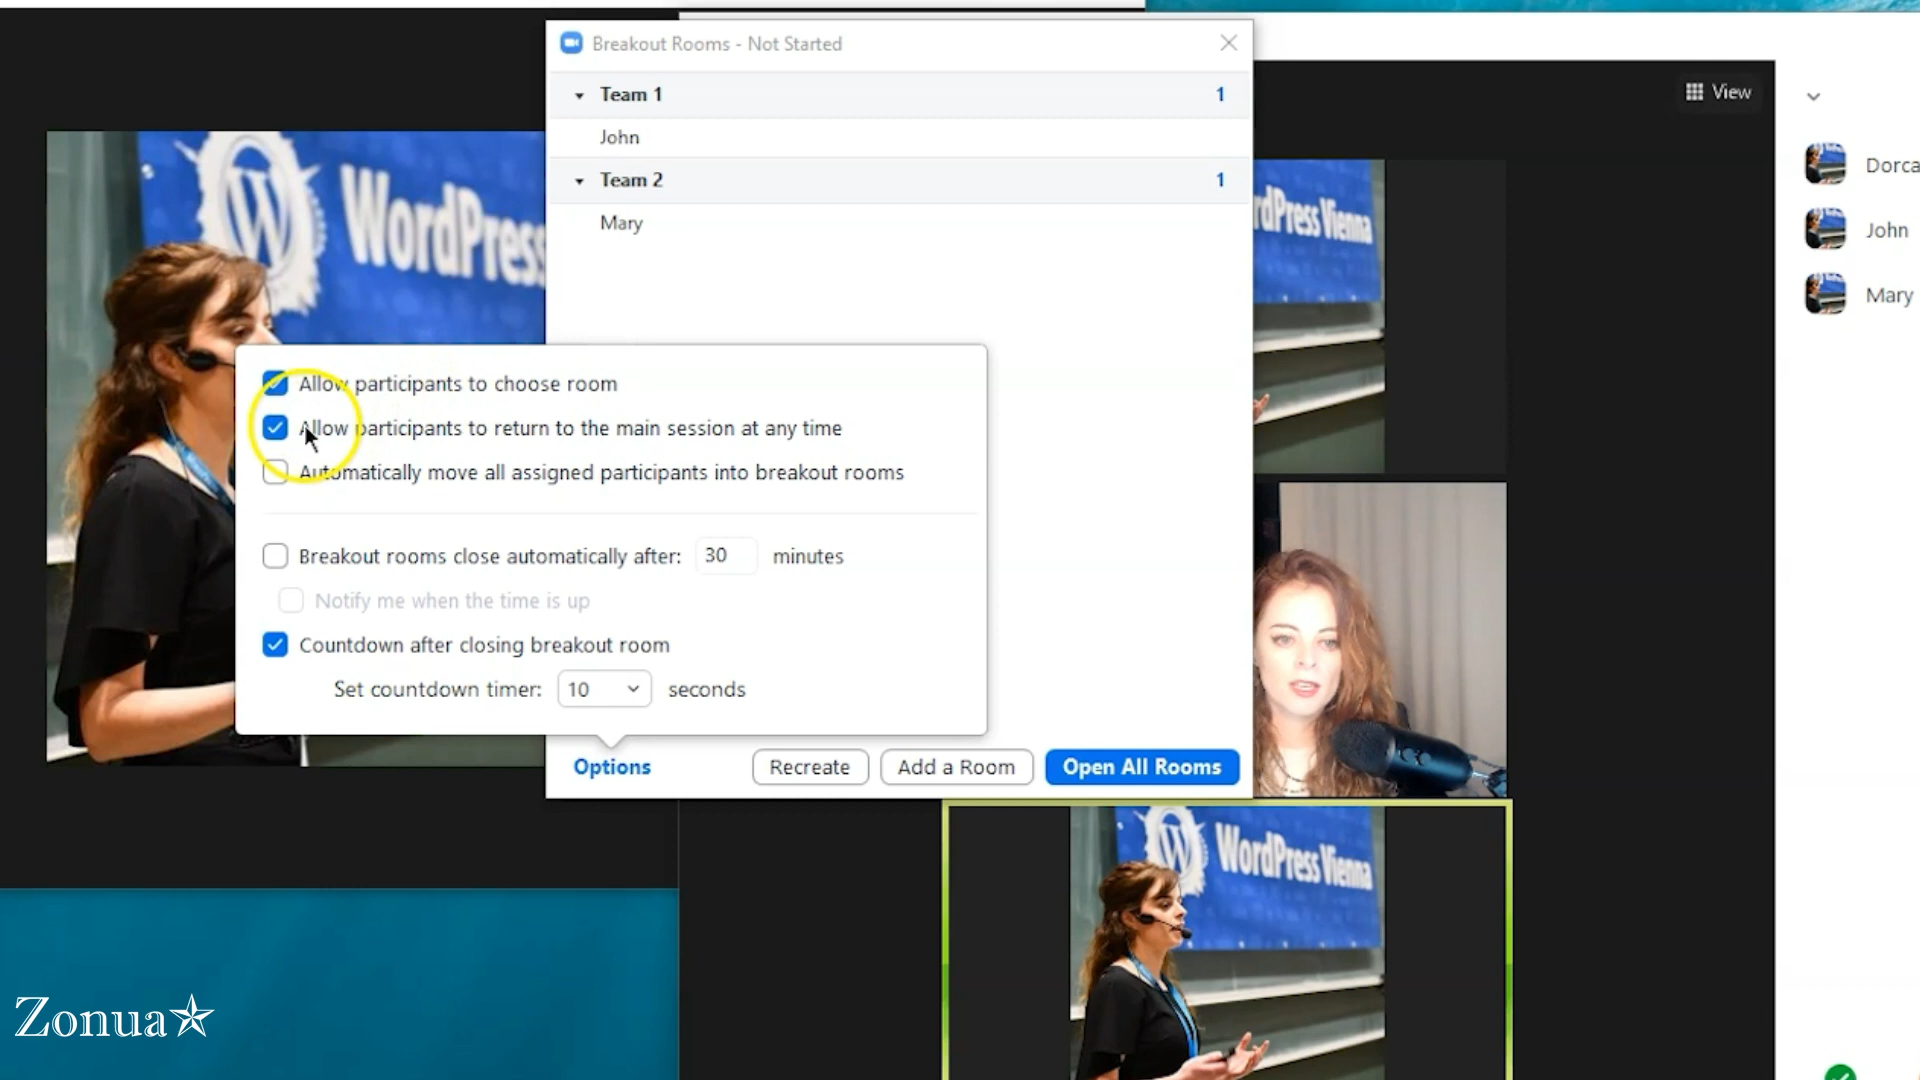 Breakout Rooms - Not Started
Team 1
1
John
Team 2
1
Mary
View
Dorca
John
Mary
WordPress
rdPress Vienna
Allow participants to choose room
Allow participants to return to the main session at any time
Automatically move all assigned participants into breakout rooms
Breakout rooms close automatically after: 30 minutes
Notify me when the time is up
Countdown after closing breakout room
Set countdown timer: 10 seconds
Options
Recreate
Add a Room
Open All Rooms
WordPress Vienna
Zonua